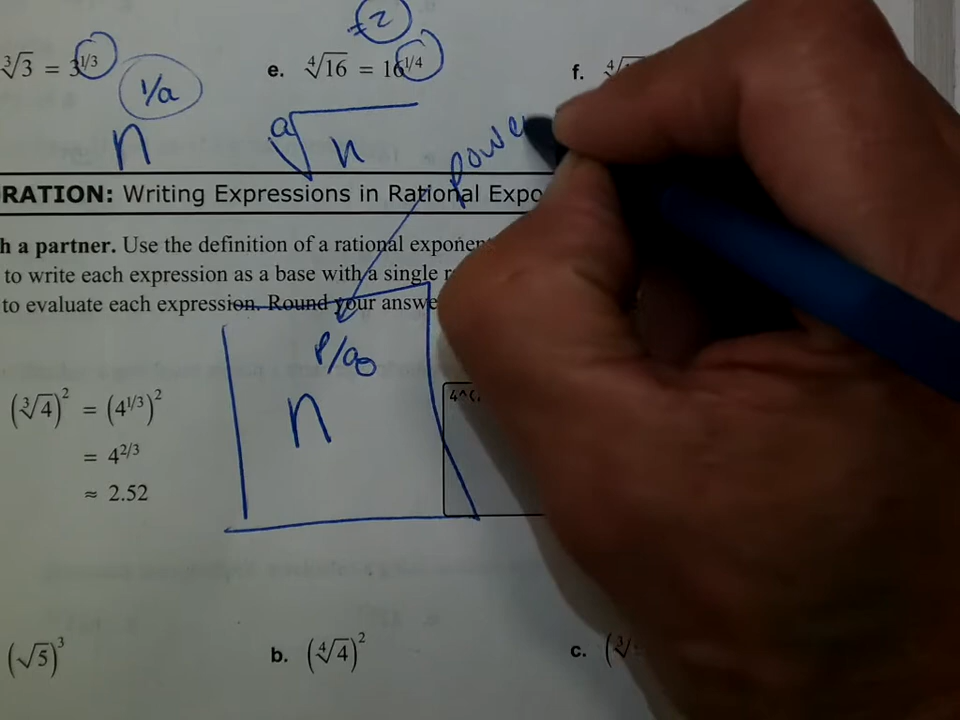 = 2
∛3 = 3^1/3
e. ∜16 = 16^1/4
f.
1/a
n
ᵃ√n
powe
RATION: Writing Expressions in Rational Expo
h a partner. Use the definition of a rational exponen
to write each expression as a base with a single r
to evaluate each expression. Round your answe
P/a
n
4^(
(∛4)² = (4^1/3)²
= 4^2/3
≈ 2.52
(√5)³
b. (∜4)²
c. (∛